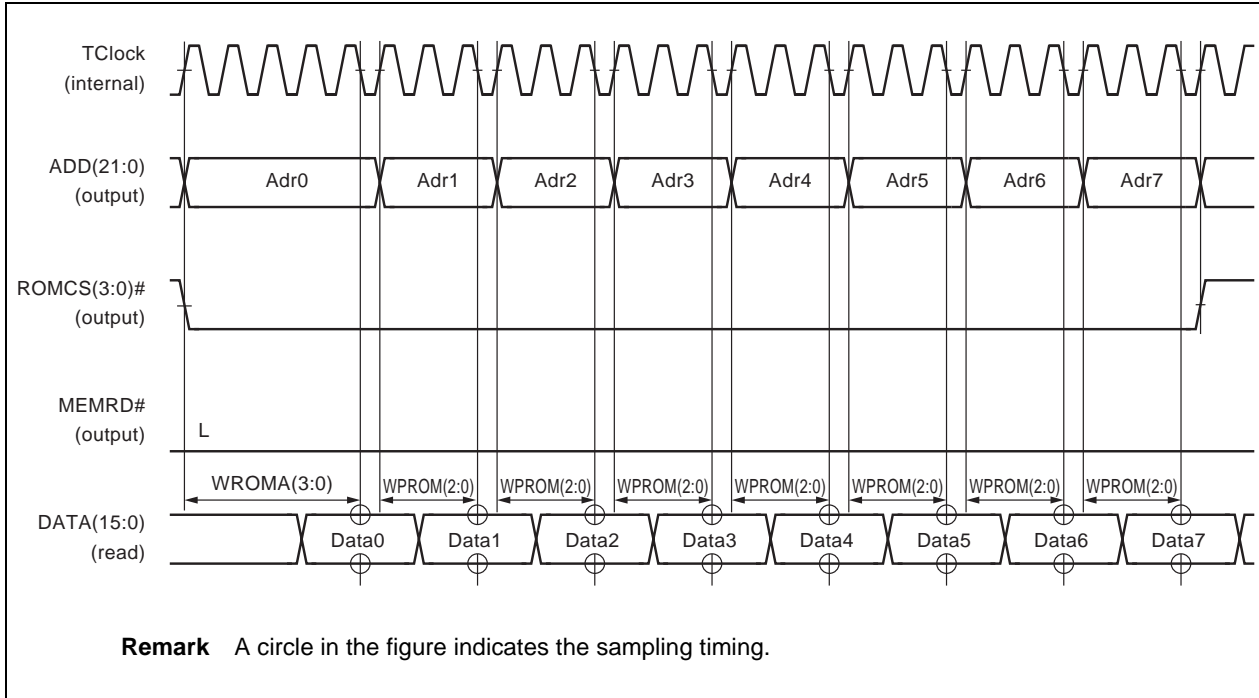 TClock
(internal)
ADD(21:0)
(output)
Adr0 Adr1 Adr2 Adr3 Adr4 Adr5 Adr6 Adr7
ROMCS(3:0)#
(output)
MEMRD#
(output)
L
WROMA(3:0) WPROM(2:0) WPROM(2:0) WPROM(2:0) WPROM(2:0) WPROM(2:0) WPROM(2:0) WPROM(2:0)
DATA(15:0)
(read)
Data0 Data1 Data2 Data3 Data4 Data5 Data6 Data7
Remark A circle in the figure indicates the sampling timing.